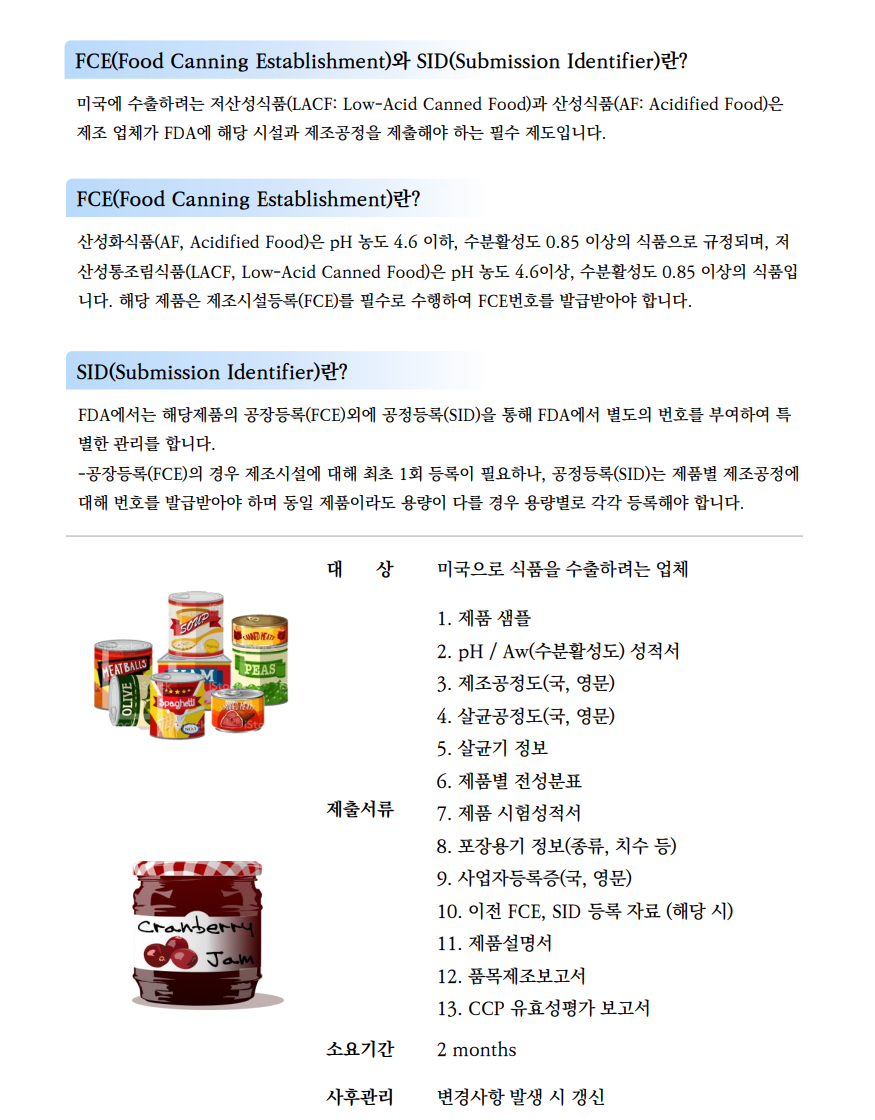 FCE(Food Canning Establishment)와 SID(Submission Identifier)란?
미국에 수출하려는 저산성식품(LACF: Low-Acid Canned Food)과 산성식품(AF: Acidified Food)은
제조 업체가 FDA에 해당 시설과 제조공정을 제출해야 하는 필수 제도입니다.
FCE(Food Canning Establishment)란?
산성화식품(AF, Acidified Food)은 pH 농도 4.6 이하, 수분활성도 0.85 이상의 식품으로 규정되며, 저
산성통조림식품(LACF, Low-Acid Canned Food)은 pH 농도 4.6이상, 수분활성도 0.85 이상의 식품입
니다. 해당 제품은 제조시설등록(FCE)를 필수로 수행하여 FCE번호를 발급받아야 합니다.
SID(Submission Identifier)란?
FDA에서는 해당제품의 공장등록(FCE)외에 공정등록(SID)을 통해 FDA에서 별도의 번호를 부여하여 특
별한 관리를 합니다.
-공장등록(FCE)의 경우 제조시설에 대해 최초 1회 등록이 필요하나, 공정등록(SID)는 제품별 제조공정에
대해 번호를 발급받아야 하며 동일 제품이라도 용량이 다를 경우 용량별로 각각 등록해야 합니다.
대 상 미국으로 식품을 수출하려는 업체
SOUP
CANNED MEAT
MEATBALLS
HAM
PEAS
OLIVE
Spaghetti
제출서류
1. 제품 샘플
2. pH / Aw(수분활성도) 성적서
3. 제조공정도(국, 영문)
4. 살균공정도(국, 영문)
5. 살균기 정보
6. 제품별 전성분표
7. 제품 시험성적서
8. 포장용기 정보(종류, 치수 등)
9. 사업자등록증(국, 영문)
10. 이전 FCE, SID 등록 자료 (해당 시)
11. 제품설명서
12. 품목제조보고서
13. CCP 유효성평가 보고서
Cranberry
Jam
소요기간 2 months
사후관리 변경사항 발생 시 갱신